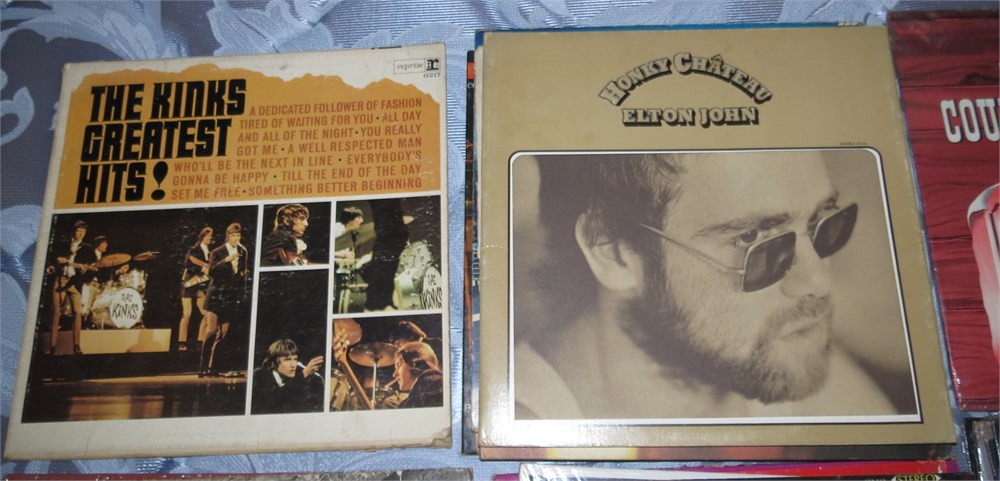 THE KINKS
GREATEST
HITS!
reprise R
6217
A DEDICATED FOLLOWER OF FASHION
TIRED OF WAITING FOR YOU • ALL DAY
AND ALL OF THE NIGHT • YOU REALLY
GOT ME • A WELL RESPECTED MAN
WHO'LL BE THE NEXT IN LINE • EVERYBODY'S
GONNA BE HAPPY • TILL THE END OF THE DAY
SET ME FREE • SOMETHING BETTER BEGINNING
THE
KINKS
THE
KINKS
HONKY CHÂTEAU
ELTON JOHN
COU
STEREO